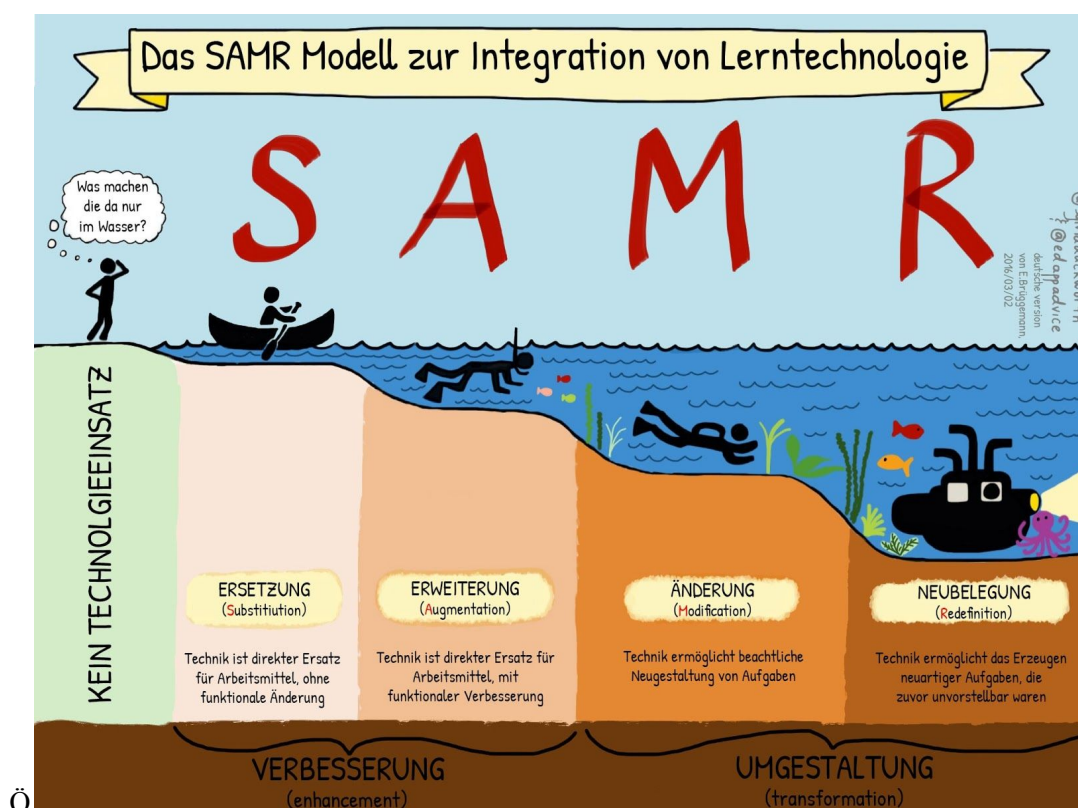 Das SAMR Modell zur Integration von Lerntechnologie
S A M R
Was machen
die da nur
im Wasser?
@edappadvice
deutsche version
von E.Brüggemann,
2016/03/02
KEIN TECHNOLGIEEINSATZ
ERSETZUNG
(Substitiution)
Technik ist direkter Ersatz
für Arbeitsmittel, ohne
funktionale Änderung
ERWEITERUNG
(Augmentation)
Technik ist direkter Ersatz für
Arbeitsmittel, mit
funktionaler Verbesserung
ÄNDERUNG
(Modification)
Technik ermöglicht beachtliche
Neugestaltung von Aufgaben
NEUBELEGUNG
(Redefinition)
Technik ermöglicht das Erzeugen
neuartiger Aufgaben, die
zuvor unvorstellbar waren
VERBESSERUNG
(enhancement)
UMGESTALTUNG
(transformation)
Ö